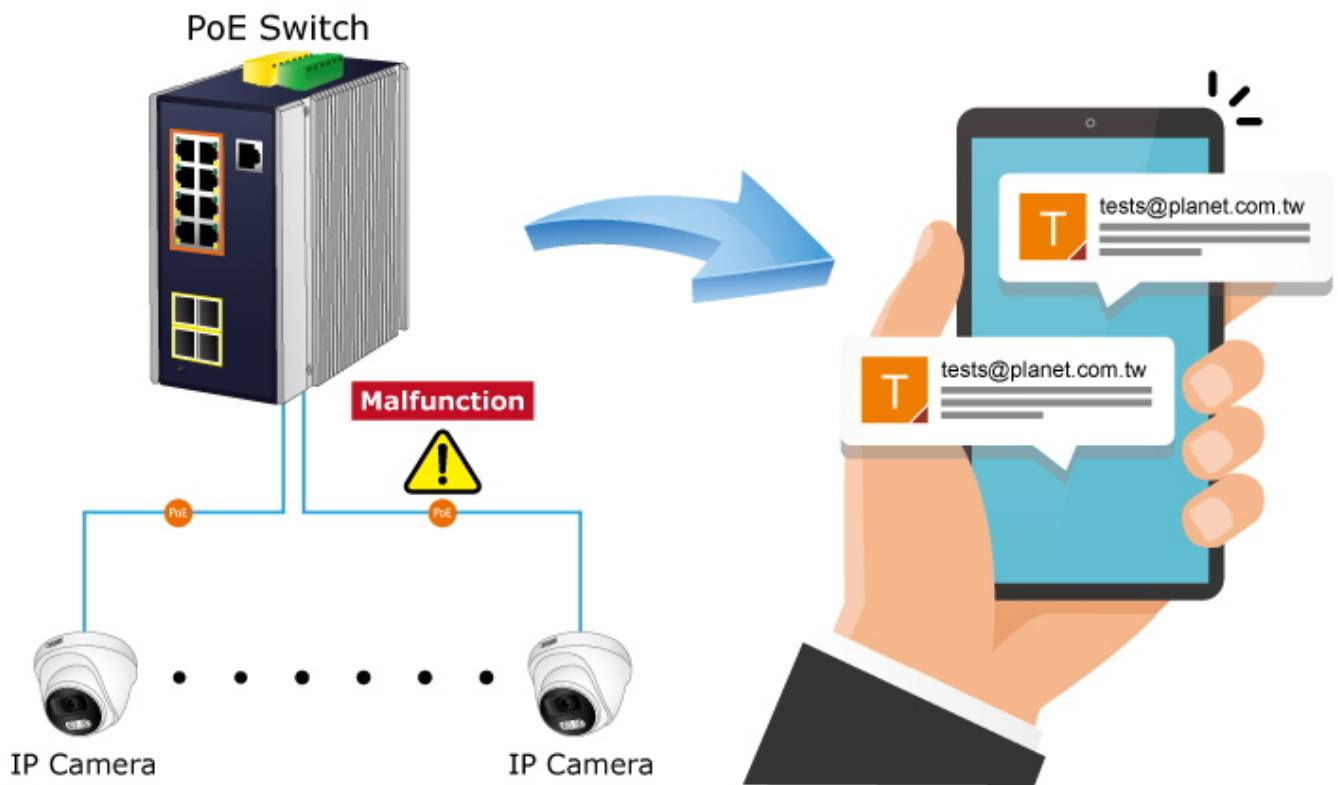 PoE Switch
T
tests@planet.com.tw
T
tests@planet.com.tw
Malfunction
PoE
PoE
IP Camera
IP Camera